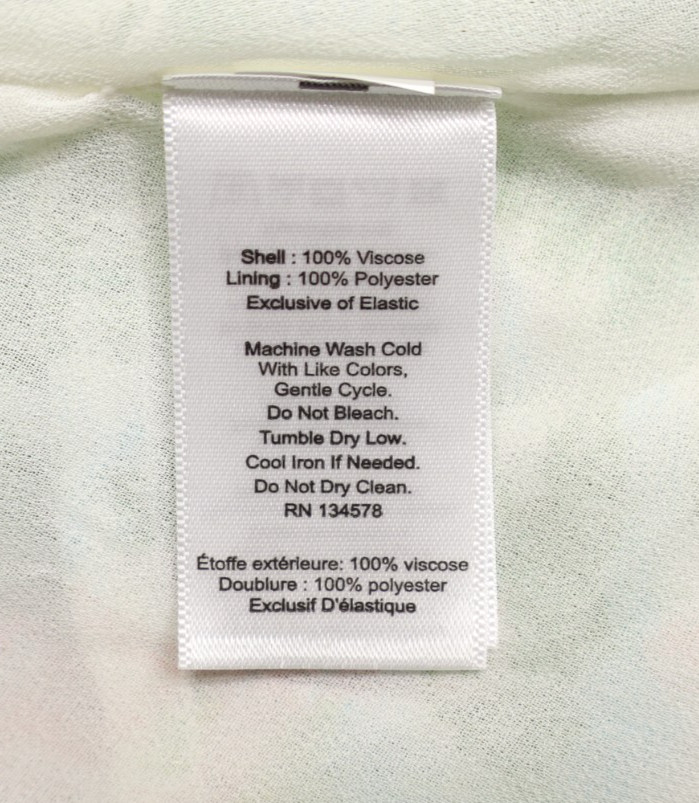 Shell : 100% Viscose
Lining : 100% Polyester
Exclusive of Elastic
Machine Wash Cold
With Like Colors,
Gentle Cycle.
Do Not Bleach.
Tumble Dry Low.
Cool Iron If Needed.
Do Not Dry Clean.
RN 134578
Étoffe extérieure: 100% viscose
Doublure : 100% polyester
Exclusif D'élastique